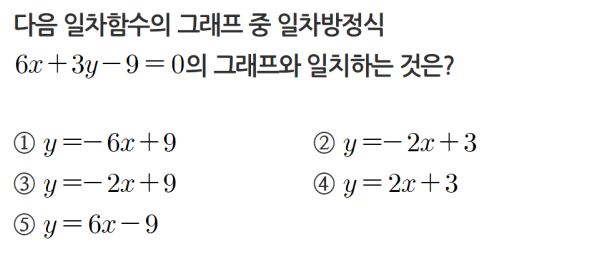 다음 일차함수의 그래프 중 일차방정식
6x+3y−9=0의 그래프와 일치하는 것은?
① y=−6x+9 ② y=−2x+3
③ y=−2x+9 ④ y=2x+3
⑤ y=6x−9